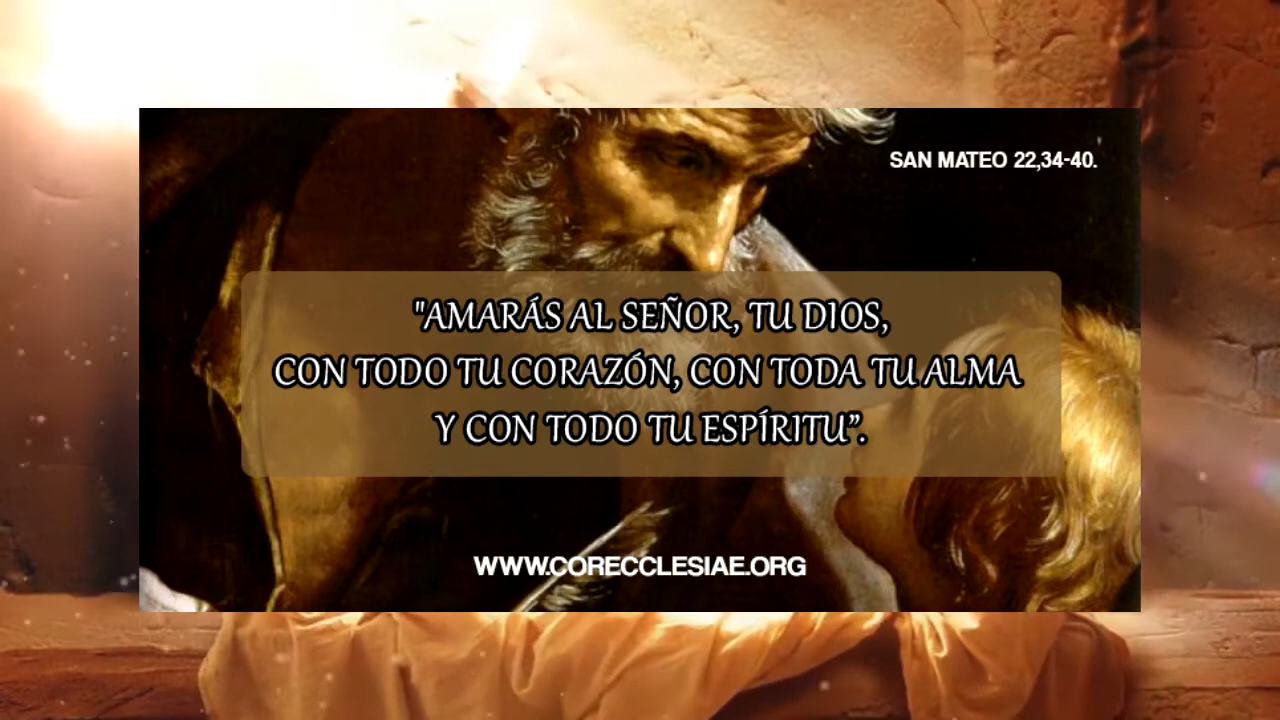 SAN MATEO 22,34-40.
"AMARÁS AL SEÑOR, TU DIOS,
CON TODO TU CORAZÓN, CON TODA TU ALMA
Y CON TODO TU ESPÍRITU”.
WWW.CORECCLESIAE.ORG